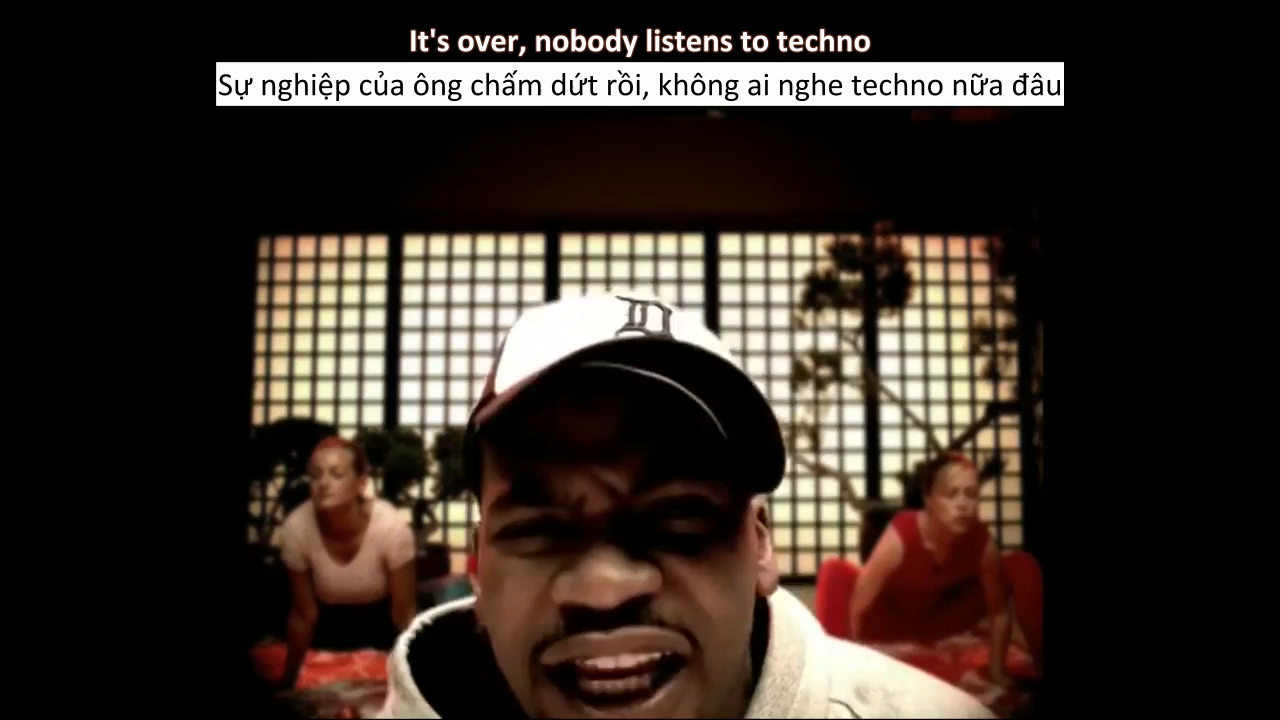 It's over, nobody listens to techno
Sự nghiệp của ông chấm dứt rồi, không ai nghe techno nữa đâu
D